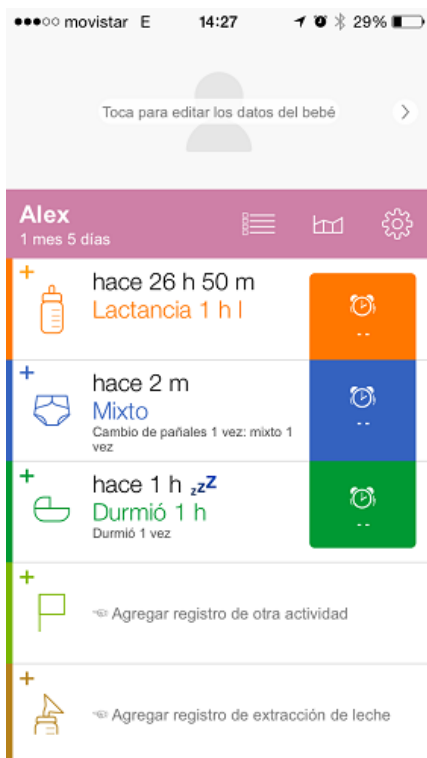 movistar E 14:27 29%
Toca para editar los datos del bebé
Alex
1 mes 5 días
+
hace 26 h 50 m
Lactancia 1 h I
--
+
hace 2 m
Mixto
Cambio de pañales 1 vez: mixto 1
vez
--
+
hace 1 h zzZ
Durmió 1 h
Durmió 1 vez
--
+
Agregar registro de otra actividad
+
Agregar registro de extracción de leche